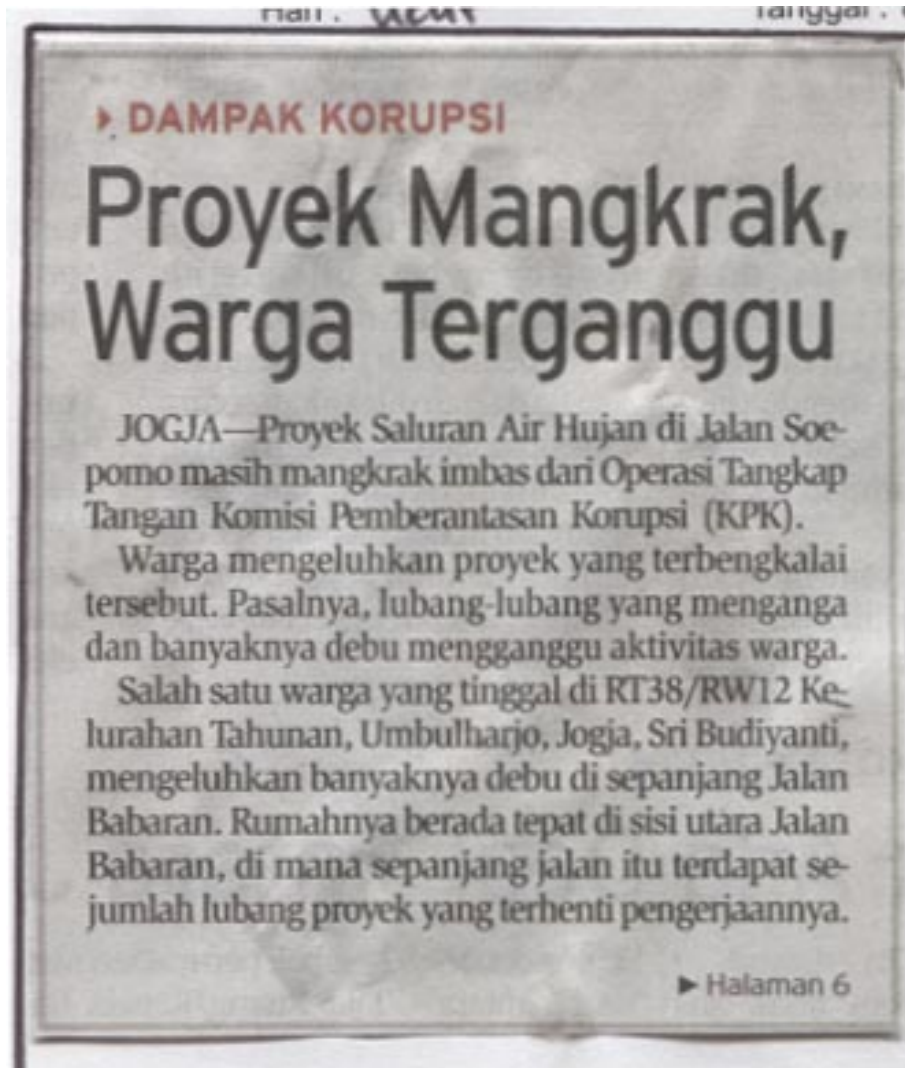 Hari :
Tanggal :
DAMPAK KORUPSI
Proyek Mangkrak,
Warga Terganggu
JOGJA—Proyek Saluran Air Hujan di Jalan Soe-
pomo masih mangkrak imbas dari Operasi Tangkap
Tangan Komisi Pemberantasan Korupsi (KPK).
Warga mengeluhkan proyek yang terbengkalai
tersebut. Pasalnya, lubang-lubang yang menganga
dan banyaknya debu mengganggu aktivitas warga.
Salah satu warga yang tinggal di RT38/RW12 Ke-
lurahan Tahunan, Umbulharjo, Jogja, Sri Budiyanti,
mengeluhkan banyaknya debu di sepanjang Jalan
Babaran. Rumahnya berada tepat di sisi utara Jalan
Babaran, di mana sepanjang jalan itu terdapat se-
jumlah lubang proyek yang terhenti pengerjaannya.
▶ Halaman 6